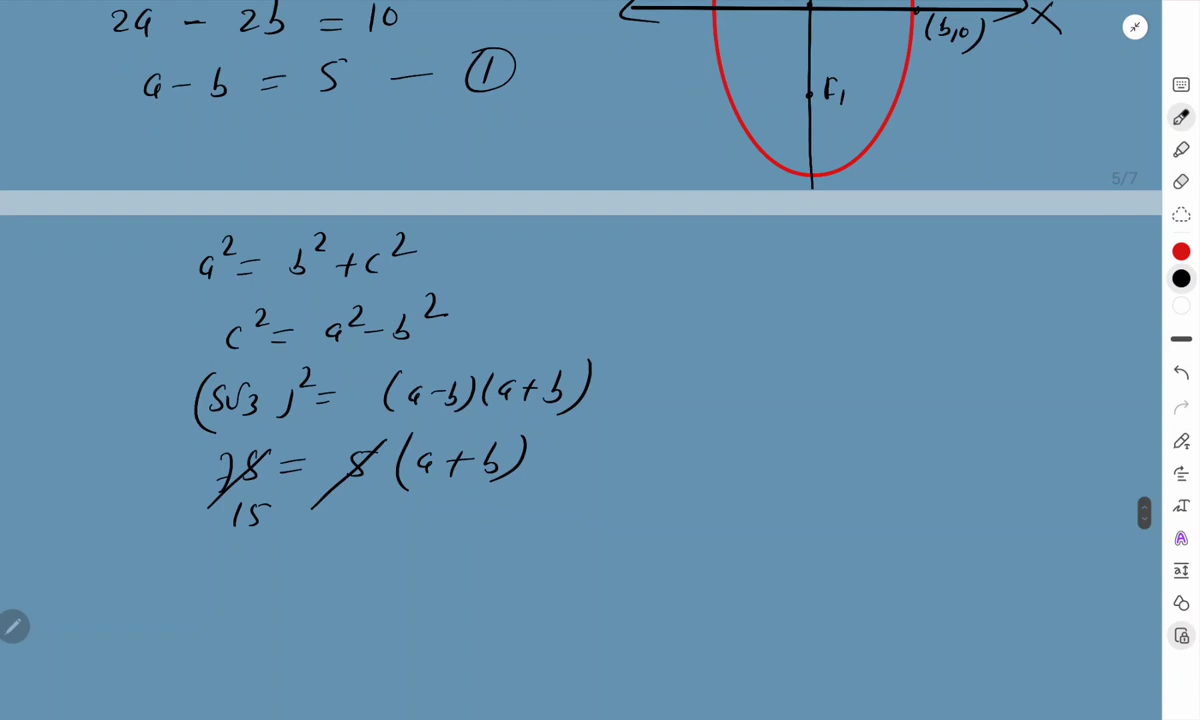 2a - 2b = 10
a - b = 5 — ①
X
(b,0)
F₁
5/7
a² = b² + c²
c² = a² - b²
(5√3)² = (a-b)(a+b)
75 = 5 (a+b)
15